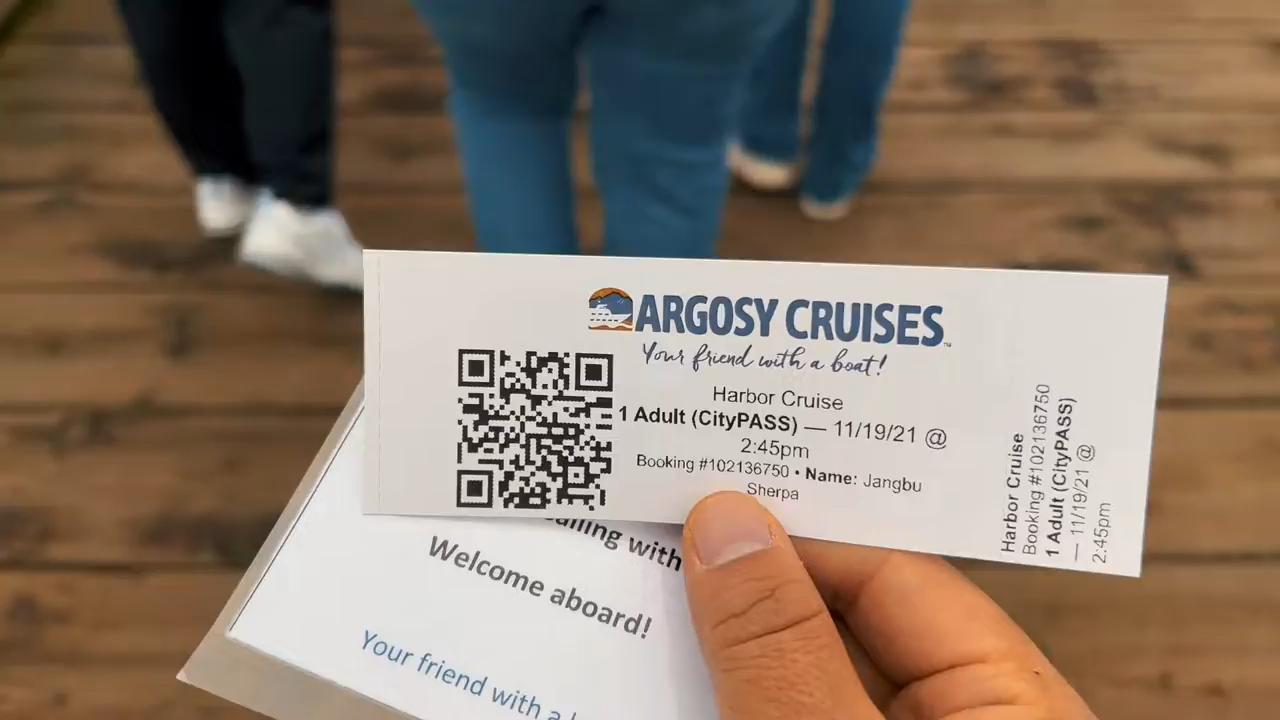 ARGOSY CRUISES
Your friend with a boat!
Harbor Cruise
1 Adult (CityPASS) — 11/19/21 @
2:45pm
Booking #102136750 • Name: Jangbu
Sherpa
Harbor Cruise
Booking #102136750
1 Adult (CityPASS)
— 11/19/21 @
2:45pm
with
Welcome aboard!
Your friend with a